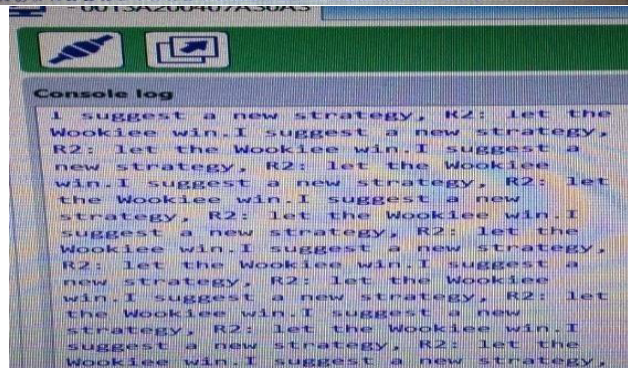 - 0013A200407A30A3
Console log
I suggest a new strategy, R2: let the
Wookiee win.I suggest a new strategy,
R2: let the Wookiee win.I suggest a
new strategy, R2: let the Wookiee
win.I suggest a new strategy, R2: let
the Wookiee win.I suggest a new
strategy, R2: let the Wookiee win.I
suggest a new strategy, R2: let the
Wookiee win.I suggest a new strategy,
R2: let the Wookiee win.I suggest a
new strategy, R2: let the Wookiee
win.I suggest a new strategy, R2: let
the Wookiee win.I suggest a new
strategy, R2: let the Wookiee win.I
suggest a new strategy, R2: let the
Wookiee win.I suggest a new strategy,